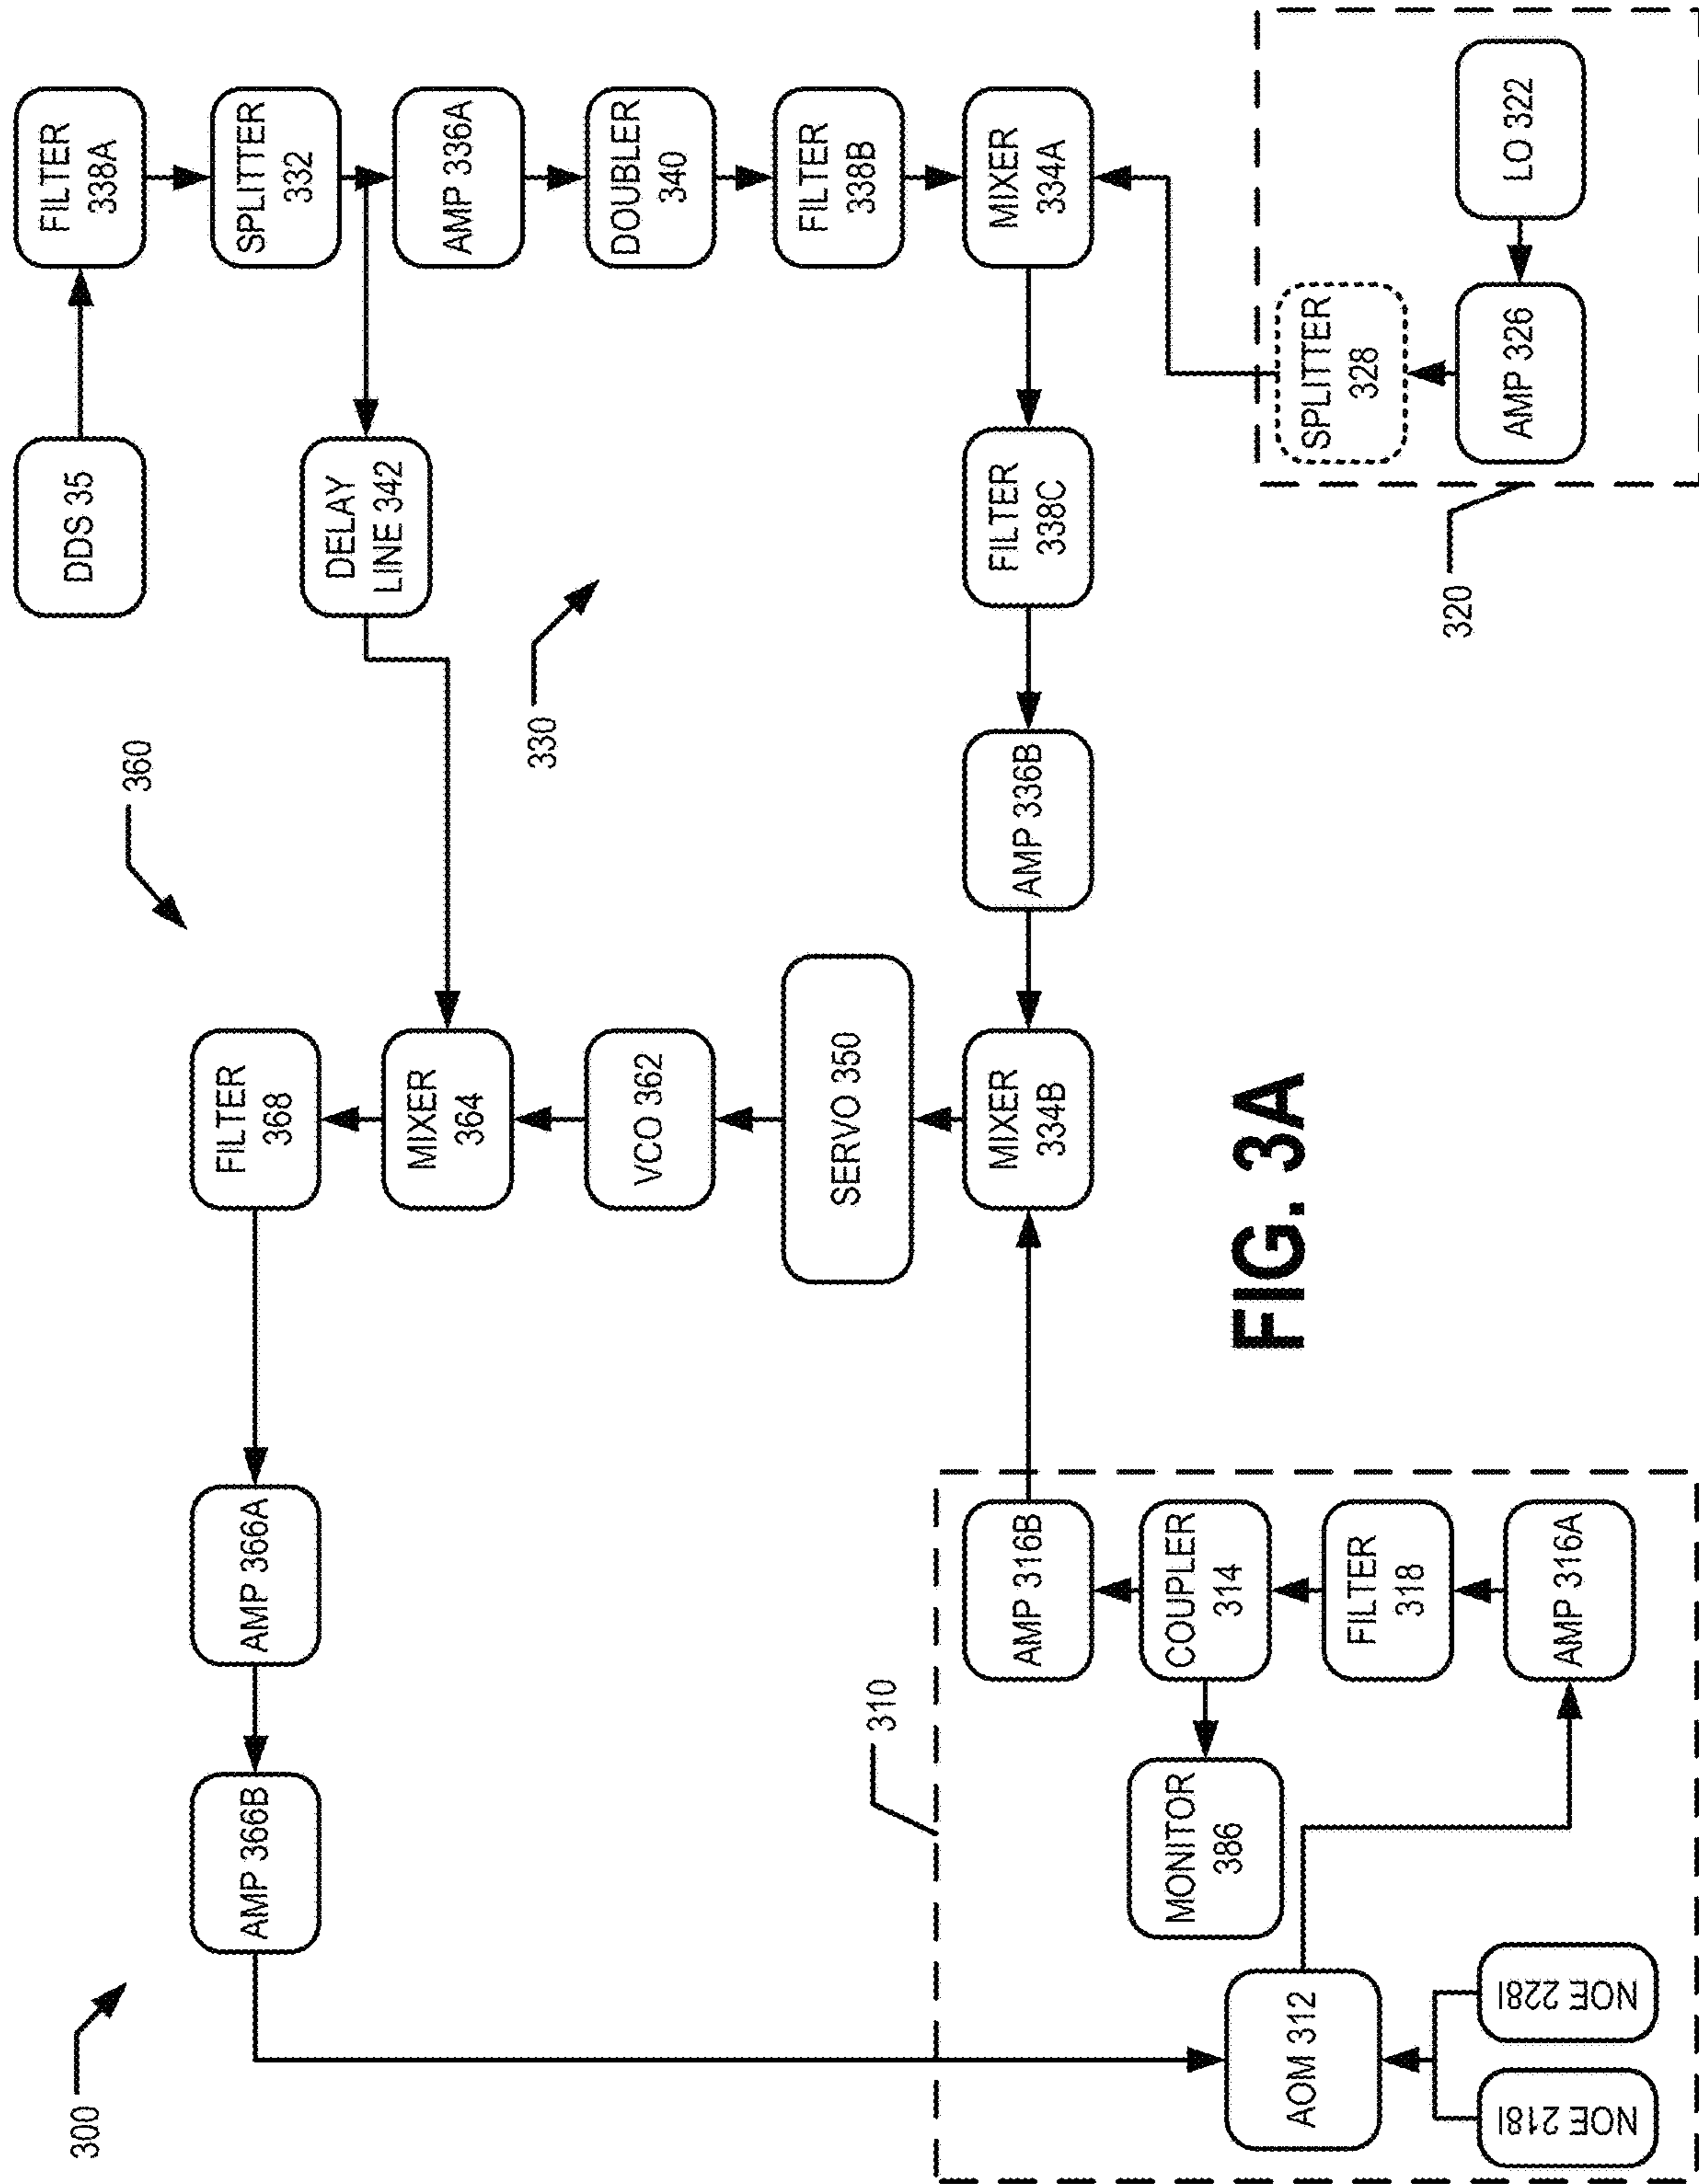 300
360
DDS 35
FILTER
338A
AMP 366B
AMP 366A
FILTER
368
SPLITTER
332
DELAY
LINE 342
MIXER
364
AMP 336A
330
VCO 362
DOUBLER
340
SERVO 350
FILTER
338B
310
AMP 316B
MIXER
334B
AMP 336B
FILTER
338C
MIXER
334A
MONITOR
386
COUPLER
314
AOM 312
FIG. 3A
SPLITTER
328
FILTER
318
320
NOE 218I
NOE 228I
AMP 316A
AMP 326
LO 322